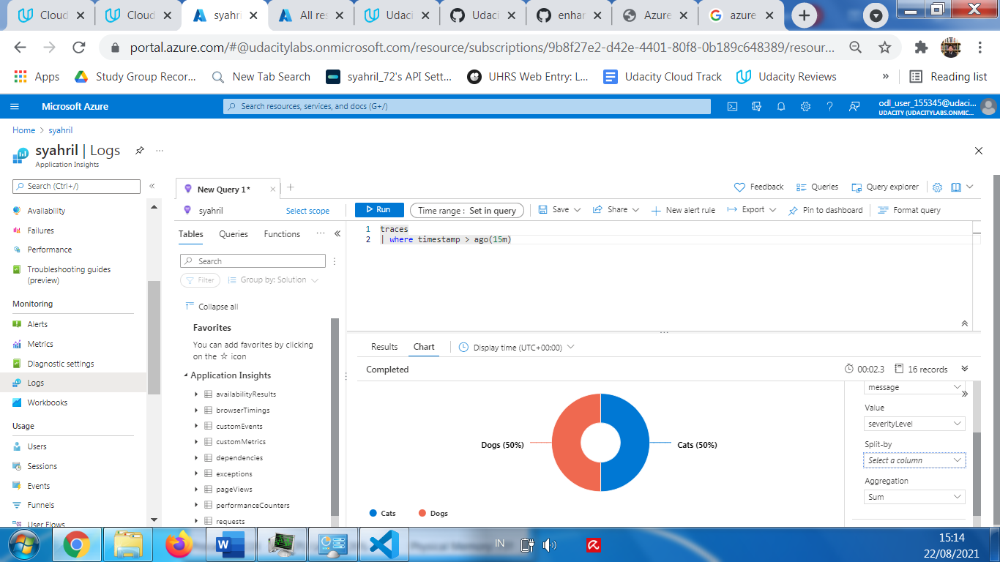 Cloud
Cloud
syahri
All res
Udaci
Udaci
enhar
Azure
azure
portal.azure.com/#@udacitylabs.onmicrosoft.com/resource/subscriptions/9b8f27e2-d42e-4401-80f8-0b189c648389/resour...
Apps
Study Group Recor...
New Tab Search
syahril_72's API Sett...
UHRS Web Entry: L...
Udacity Cloud Track
Udacity Reviews
»
Reading list
Microsoft Azure
Search resources, services, and docs (G+/)
odl_user_155345@udaci...
UDACITY (UDACITYLABS.ONMIC...
Home > syahril
syahril | Logs
Application Insights
Search (Ctrl+/)
Availability
Failures
Performance
Troubleshooting guides
(preview)
Monitoring
Alerts
Metrics
Diagnostic settings
Logs
Workbooks
Usage
Users
Sessions
Events
Funnels
User Flows
New Query 1*
syahril
Select scope
Tables
Queries
Functions
Search
Filter
Group by: Solution
Collapse all
Favorites
You can add favorites by clicking
on the ☆ icon
Application Insights
availabilityResults
browserTimings
customEvents
customMetrics
dependencies
exceptions
pageViews
performanceCounters
requests
Feedback
Queries
Query explorer
Run
Time range : Set in query
Save
Share
New alert rule
Export
Pin to dashboard
Format query
1 traces
2 | where timestamp > ago(15m)
Results
Chart
Display time (UTC+00:00)
Completed
00:02.3
16 records
Dogs (50%)
Cats (50%)
Cats
Dogs
message
Value
severityLevel
Split-by
Select a column
Aggregation
Sum
Physical Memory
IN
15:14
22/08/2021